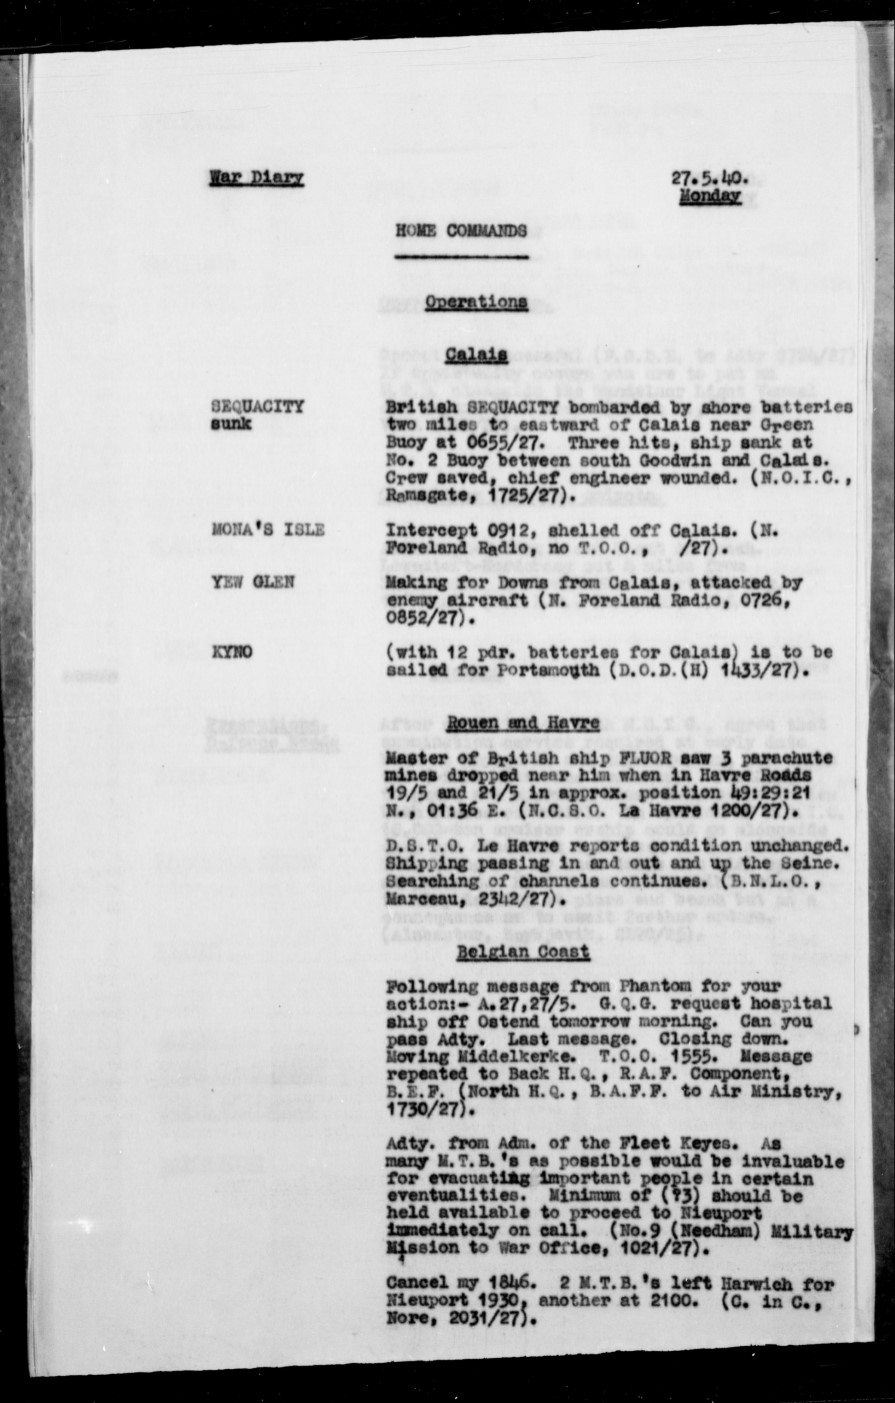 War Diary 27.5.40.
Monday
HOME COMMANDS
Operations
Calais
SEQUACITY British SEQUACITY bombarded by shore batteries
sunk two miles to eastward of Calais near Green
Buoy at 0655/27. Three hits, ship sank at
No. 2 Buoy between south Goodwin and Calais.
Crew saved, chief engineer wounded. (N.O.I.C.,
Ramsgate, 1725/27).
MONA'S ISLE Intercept 0912, shelled off Calais. (N.
Foreland Radio, no T.O.O., /27).
YEW GLEN Making for Downs from Calais, attacked by
enemy aircraft (N. Foreland Radio, 0726,
0852/27).
KYNO (with 12 pdr. batteries for Calais) is to be
sailed for Portsmouth (D.O.D.(H) 1433/27).
Rouen and Havre
Master of British ship FLUOR saw 3 parachute
mines dropped near him when in Havre Roads
19/5 and 21/5 in approx. position 49:29:21
N., 01:36 E. (N.C.S.O. La Havre 1200/27).
D.S.T.O. Le Havre reports condition unchanged.
Shipping passing in and out and up the Seine.
Searching of channels continues. (B.N.L.O.,
Marceau, 2342/27).
Belgian Coast
Following message from Phantom for your
action:- A.27,27/5. G.Q.G. request hospital
ship off Ostend tomorrow morning. Can you
pass Adty. Last message. Closing down.
Moving Middelkerke. T.O.O. 1555. Message
repeated to Back H.Q., R.A.F. Component,
B.E.F. (North H.Q., B.A.F.F. to Air Ministry,
1730/27).
Adty. from Adm. of the Fleet Keyes. As
many M.T.B.'s as possible would be invaluable
for evacuating important people in certain
eventualities. Minimum of (?3) should be
held available to proceed to Nieuport
immediately on call. (No.9 (Needham) Military
Mission to War Office, 1021/27).
Cancel my 1846. 2 M.T.B.'s left Harwich for
Nieuport 1930, another at 2100. (C. in C.,
Nore, 2031/27).